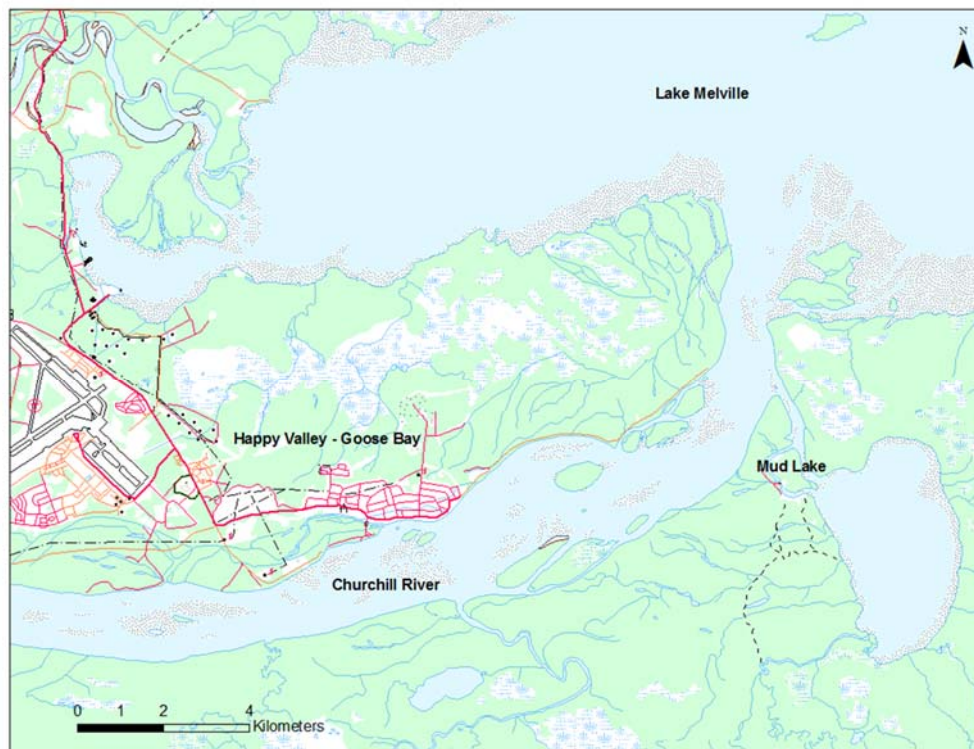 N
Lake Melville
Happy Valley - Goose Bay
Mud Lake
Churchill River
0 1 2 4
Kilometers